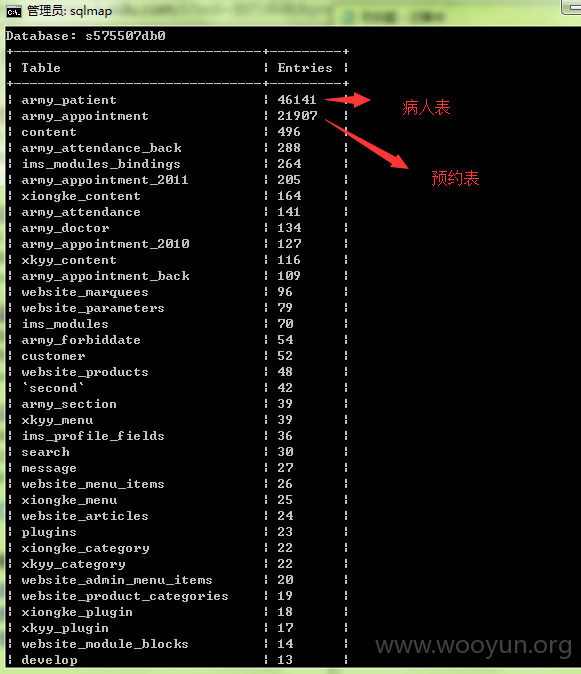 管理员: sqlmap
Database: s575507db0
+------------------------------+---------+
| Table | Entries |
+------------------------------+---------+
| army_patient | 46141 | 病人表
| army_appointment | 21907 |
| content | 496 |
| army_attendance_back | 288 |
| ims_modules_bindings | 264 |
| army_appointment_2011 | 205 | 预约表
| xiongke_content | 164 |
| army_attendance | 141 |
| army_doctor | 134 |
| army_appointment_2010 | 127 |
| xkyy_content | 116 |
| army_appointment_back | 109 |
| website_marquees | 96 |
| website_parameters | 79 |
| ims_modules | 70 |
| army_forbiddate | 54 |
| customer | 52 |
| website_products | 48 |
| `second` | 42 |
| army_section | 39 |
| xkyy_menu | 39 |
| ims_profile_fields | 36 |
| search | 30 |
| message | 27 |
| website_menu_items | 26 |
| xiongke_menu | 25 |
| website_articles | 24 |
| plugins | 23 |
| xiongke_category | 22 |
| xkyy_category | 22 |
| website_admin_menu_items | 20 |
| website_product_categories | 19 |
| xiongke_plugin | 18 |
| xkyy_plugin | 17 |
| website_module_blocks | 14 |
| develop | 13 |
www.wooyun.org